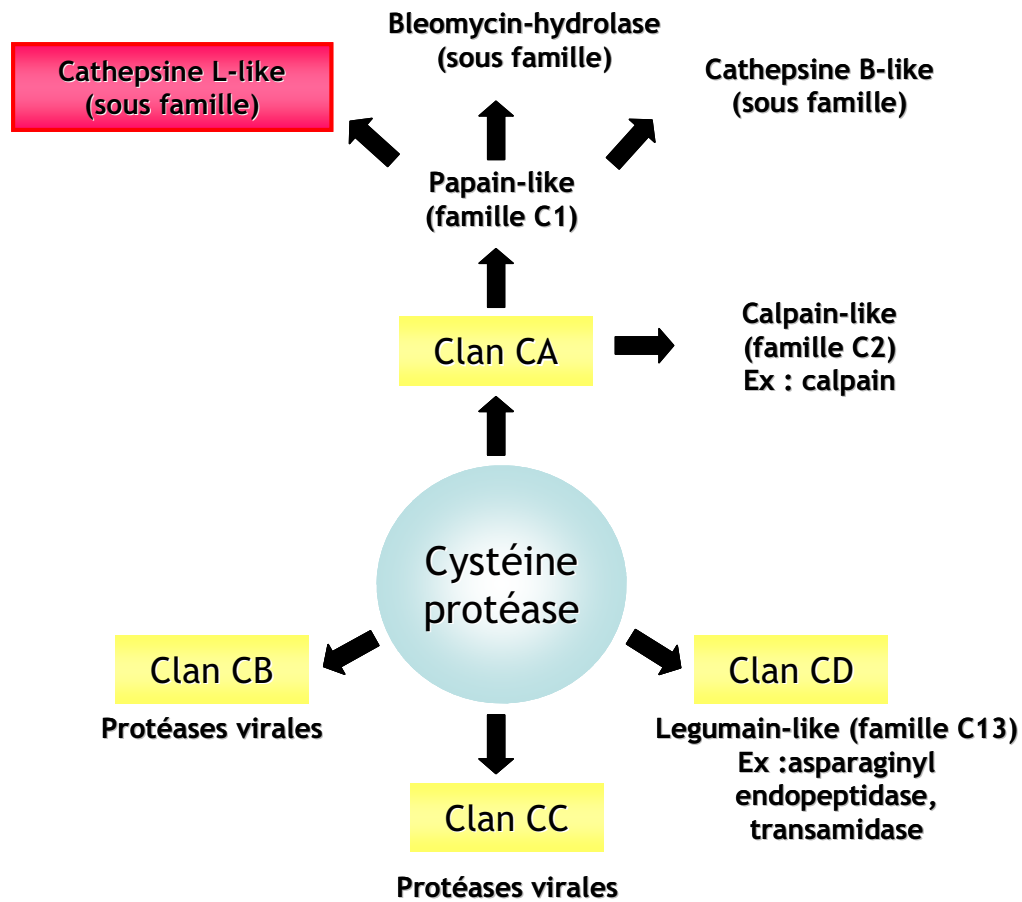 Bleomycin-hydrolase
(sous famille)
Cathepsine L-like
(sous famille)
Cathepsine B-like
(sous famille)
Papain-like
(famille C1)
Clan CA
Calpain-like
(famille C2)
Ex : calpain
Cystéine
protéase
Clan CB
Protéases virales
Clan CD
Legumain-like (famille C13)
Ex :asparaginyl
endopeptidase,
transamidase
Clan CC
Protéases virales